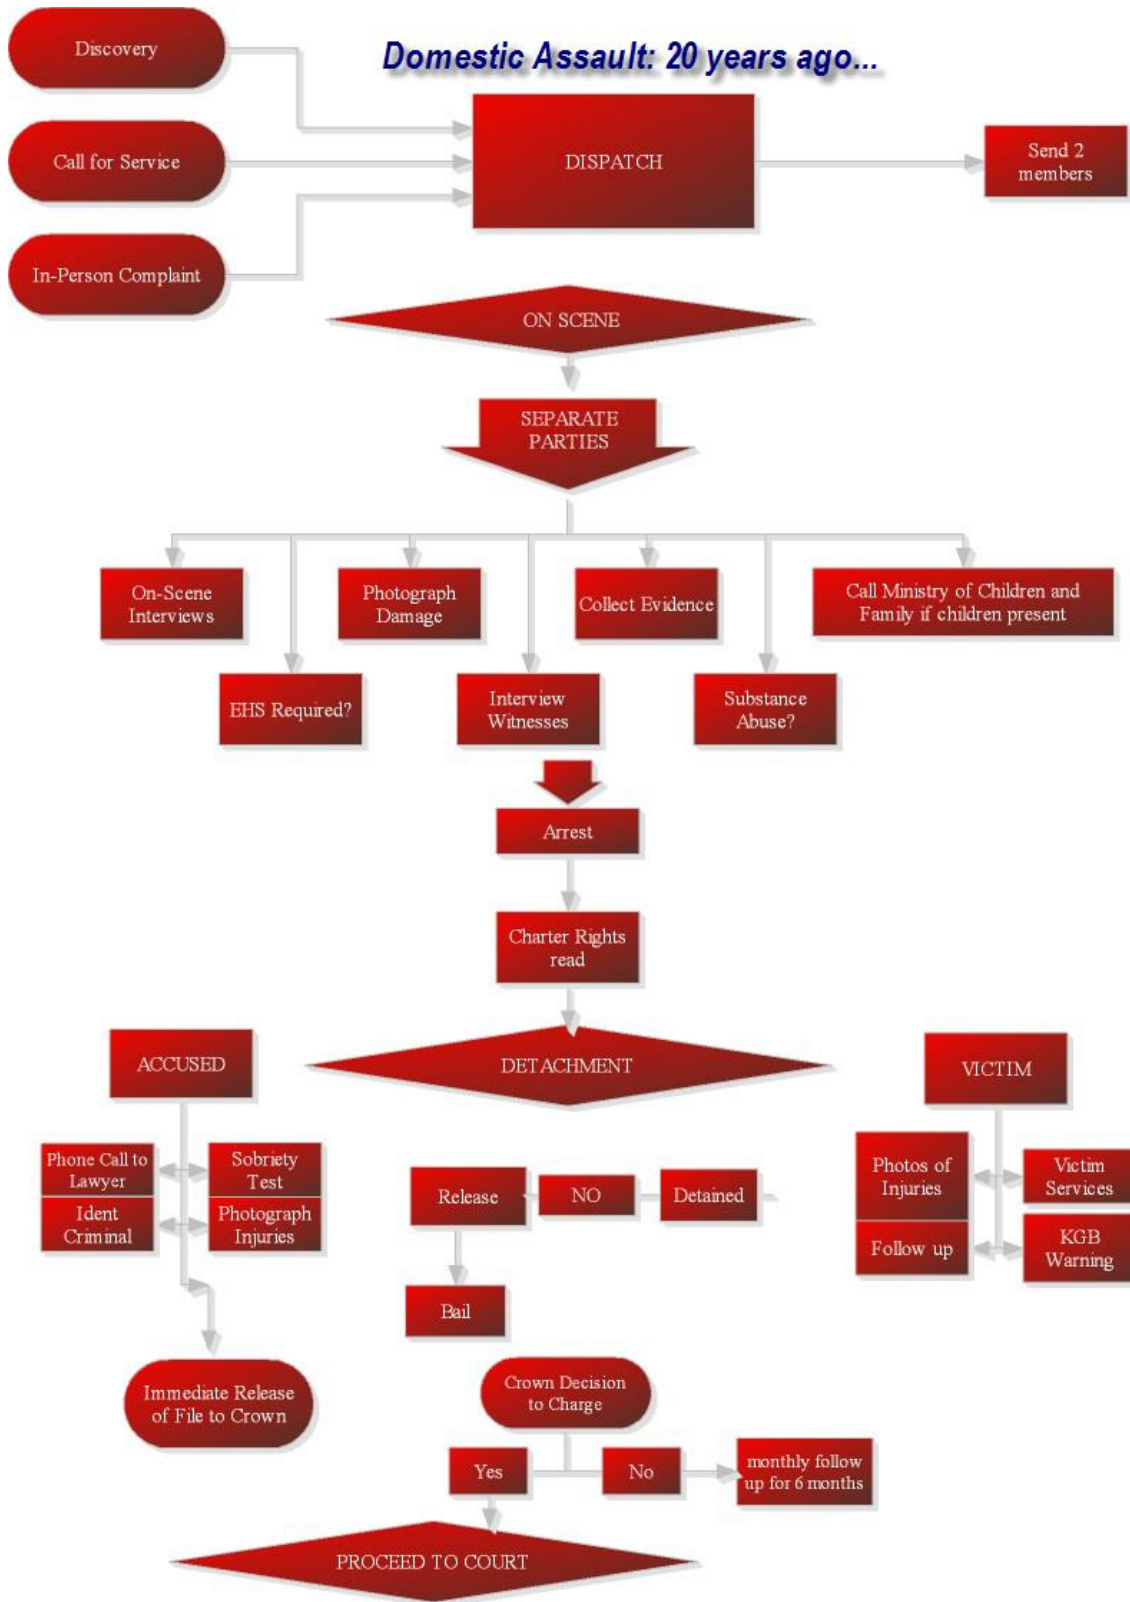 Discovery
Domestic Assault: 20 years ago...
Call for Service
DISPATCH
Send 2
members
In-Person Complaint
ON SCENE
SEPARATE
PARTIES
On-Scene
Interviews
Photograph
Damage
Collect Evidence
Call Ministry of Children and
Family if children present
EHS Required?
Interview
Witnesses
Substance
Abuse?
Arrest
Charter Rights
read
DETACHMENT
ACCUSED
Phone Call to
Lawyer
Sobriety
Test
Ident
Criminal
Photograph
Injuries
Immediate Release
of File to Crown
Release
NO
Detained
Bail
VICTIM
Photos of
Injuries
Victim
Services
Follow up
KGB
Warning
Crown Decision
to Charge
Yes
No
monthly follow
up for 6 months
PROCEED TO COURT